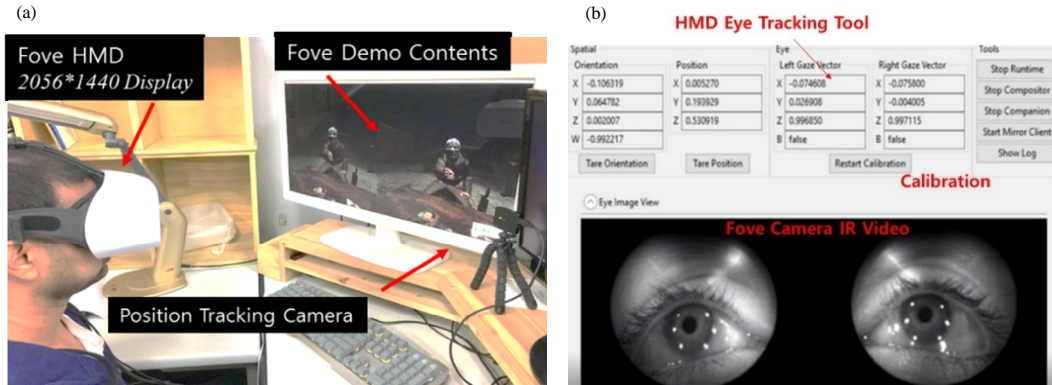 (a)
Fove HMD
2056*1440 Display
Fove Demo Contents
Position Tracking Camera
(b)
HMD Eye Tracking Tool
Spatial
Eye
Tools
Orientation
Position
Left Gaze Vector
Right Gaze Vector
Stop Runtime
X -0.106319
X 0.005270
X -0.074608
X -0.075800
Stop Compositor
Y 0.064782
Y 0.193929
Y 0.026908
Y -0.004005
Stop Companion
Z 0.002007
Z 0.530919
Z 0.996850
Z 0.997115
Start Mirror Client
W -0.992217
B false
B false
Show Log
Tare Orientation
Tare Position
Restart Calibration
Calibration
Eye Image View
Fove Camera IR Video